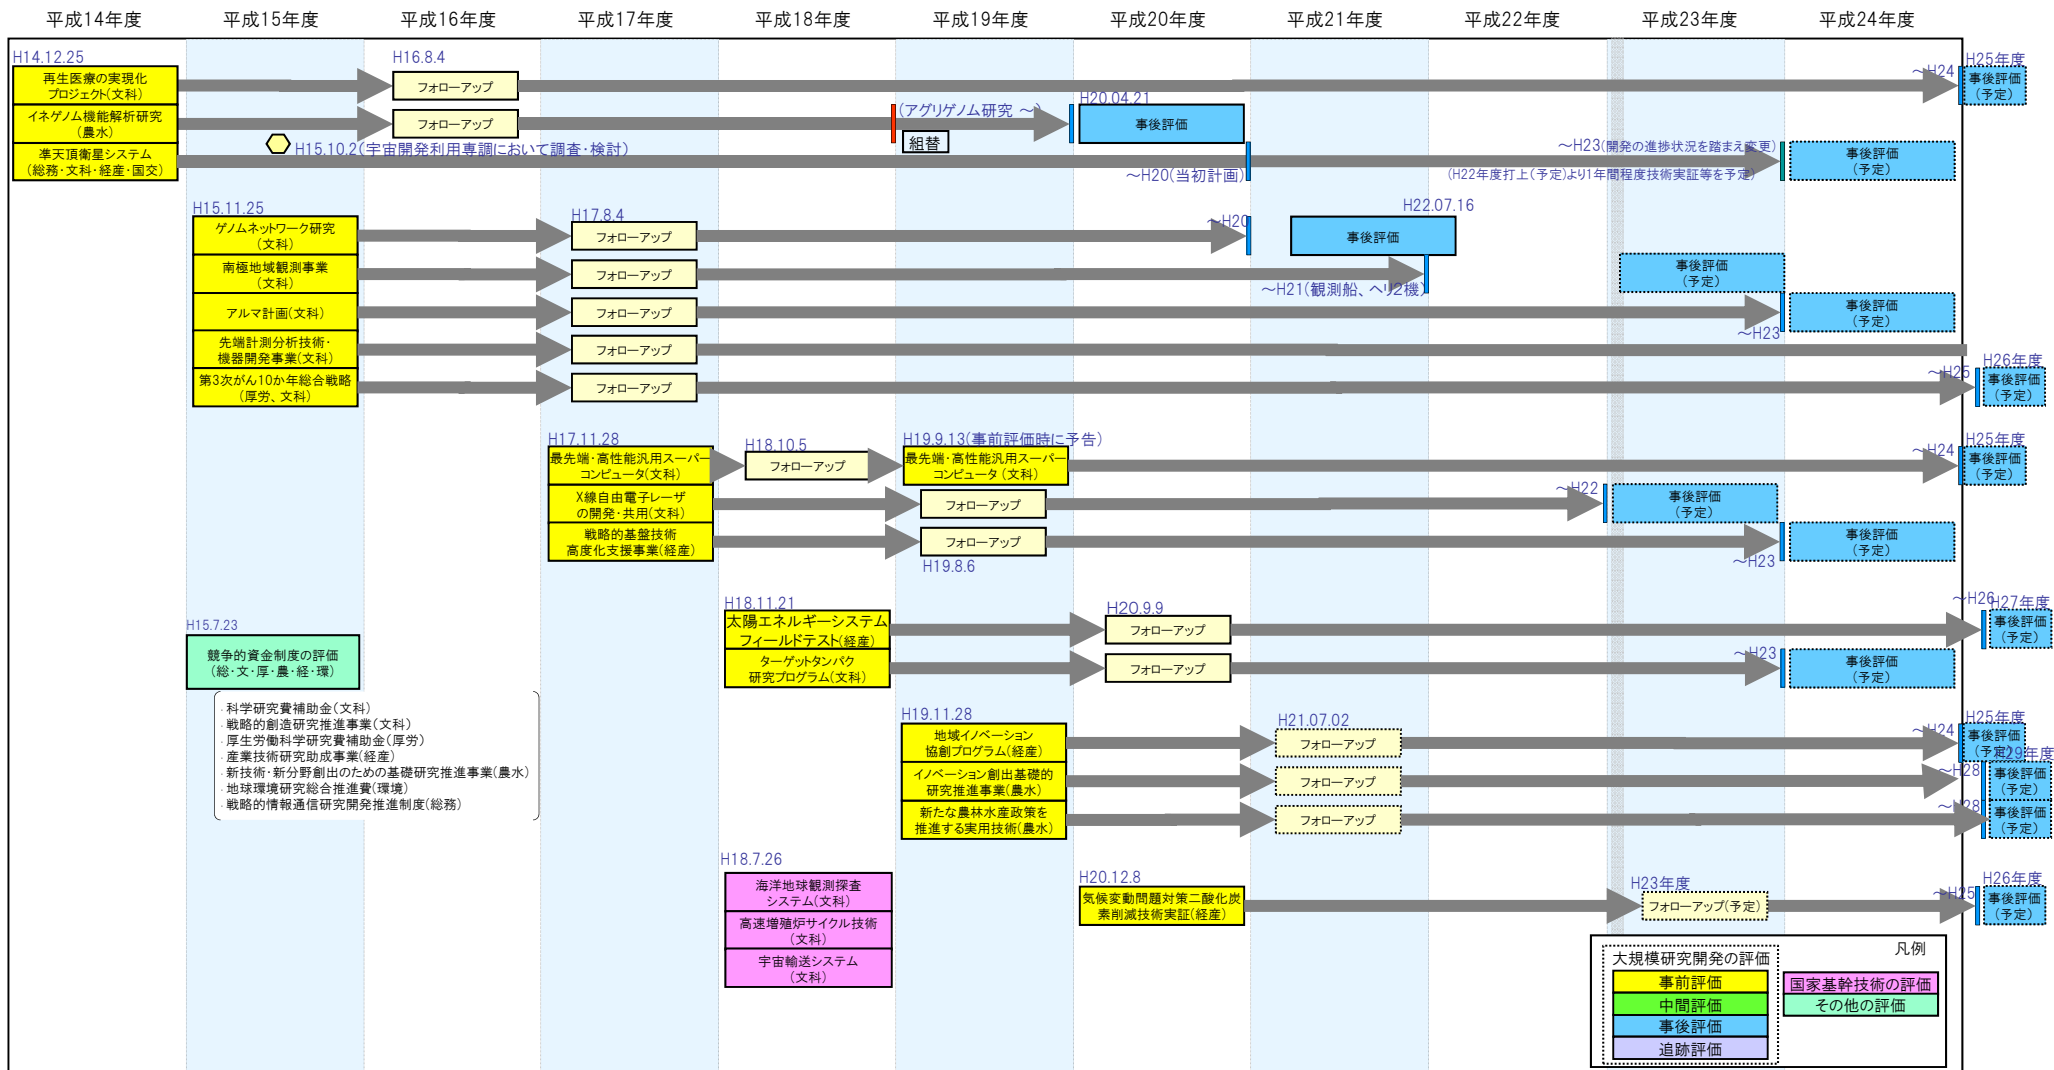 平成14年度 平成15年度 平成16年度 平成17年度 平成18年度 平成19年度 平成20年度 平成21年度 平成22年度 平成23年度 平成24年度
H14.12.25
再生医療の実現化
プロジェクト(文科)
H16.8.4
フォローアップ
～H24
H25年度
事後評価
(予定)
イネゲノム機能解析研究
(農水)
フォローアップ
(アグリゲノム研究 ～)
組替
H20.04.21
事後評価
準天頂衛星システム
(総務・文科・経産・国交)
H15.10.2(宇宙開発利用専調において調査・検討)
～H20(当初計画)
～H23(開発の進捗状況を踏まえ変更)
(H22年度打上(予定)より1年間程度技術実証等を予定)
事後評価
(予定)
H15.11.25
ゲノムネットワーク研究
(文科)
H17.8.4
フォローアップ
～H20
H22.07.16
事後評価
南極地域観測事業
(文科)
フォローアップ
～H21(観測船、ヘリ2機)
事後評価
(予定)
アルマ計画(文科)
フォローアップ
～H23
事後評価
(予定)
先端計測分析技術・
機器開発事業(文科)
フォローアップ
第3次がん10か年総合戦略
(厚労、文科)
フォローアップ
～H25
H26年度
事後評価
(予定)
H17.11.28
最先端・高性能汎用スーパー
コンピュータ(文科)
H18.10.5
フォローアップ
H19.9.13(事前評価時に予告)
最先端・高性能汎用スーパー
コンピュータ(文科)
～H24
H25年度
事後評価
(予定)
X線自由電子レーザ
の開発・共用(文科)
フォローアップ
～H22
事後評価
(予定)
戦略的基盤技術
高度化支援事業(経産)
フォローアップ
H19.8.6
～H23
事後評価
(予定)
H15.7.23
競争的資金制度の評価
(総・文・厚・農・経・環)
・科学研究費補助金(文科)
・戦略的創造研究推進事業(文科)
・厚生労働科学研究費補助金(厚労)
・産業技術研究助成事業(経産)
・新技術・新分野創出のための基礎研究推進事業(農水)
・地球環境研究総合推進費(環境)
・戦略的情報通信研究開発推進制度(総務)
H18.11.21
太陽エネルギーシステム
フィールドテスト(経産)
H20.9.9
フォローアップ
～H26
H27年度
事後評価
(予定)
ターゲットタンパク
研究プログラム(文科)
フォローアップ
～H23
事後評価
(予定)
H19.11.28
地域イノベーション
協創プログラム(経産)
H21.07.02
フォローアップ
～H24
H25年度
事後評価
(予定)
イノベーション創出基礎的
研究推進事業(農水)
フォローアップ
～H28
H29年度
事後評価
(予定)
新たな農林水産政策を
推進する実用技術(農水)
フォローアップ
～H28
事後評価
(予定)
H18.7.26
海洋地球観測探査
システム(文科)
高速増殖炉サイクル技術
(文科)
宇宙輸送システム
(文科)
H20.12.8
気候変動問題対策二酸化炭
素削減技術実証(経産)
H23年度
フォローアップ(予定)
～H25
H26年度
事後評価
(予定)
凡例
大規模研究開発の評価
事前評価
中間評価
事後評価
追跡評価
国家基幹技術の評価
その他の評価